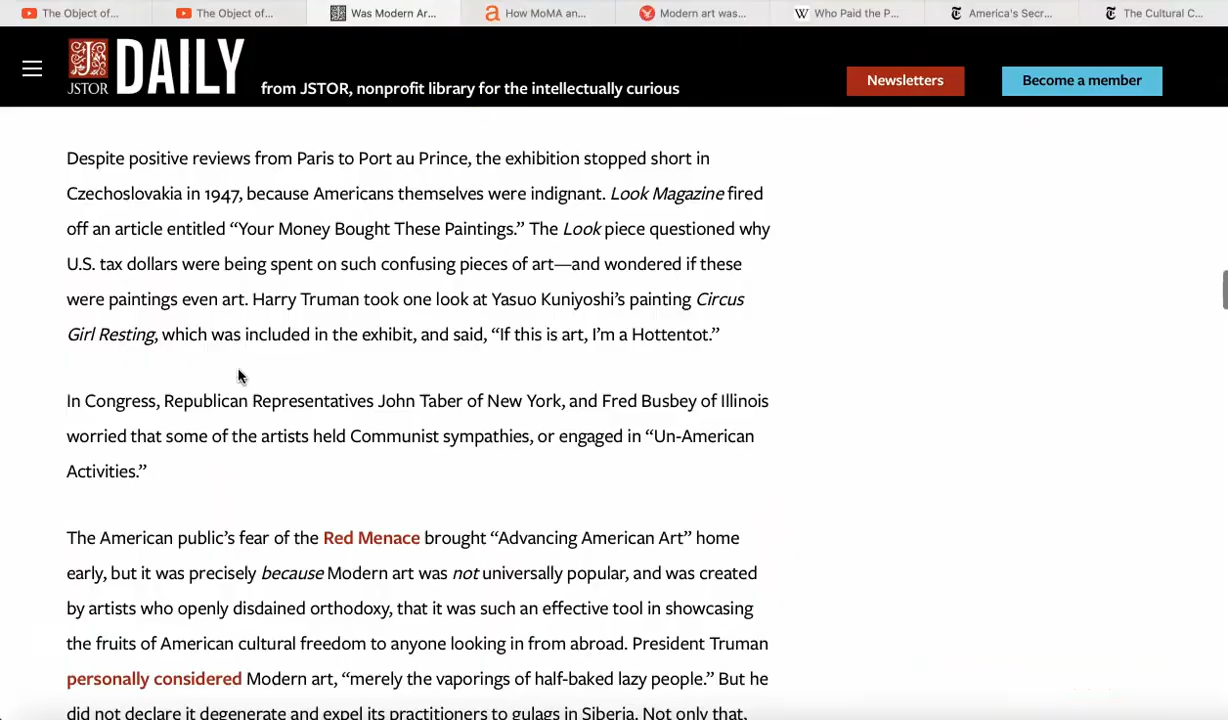 The Object of...
The Object of...
Was Modern Ar...
How MoMA an...
Modern art was...
W Who Paid the P...
America's Secr...
The Cultural C...
J
JSTOR
DAILY
from JSTOR, nonprofit library for the intellectually curious
Newsletters
Become a member
Despite positive reviews from Paris to Port au Prince, the exhibition stopped short in
Czechoslovakia in 1947, because Americans themselves were indignant. Look Magazine fired
off an article entitled “Your Money Bought These Paintings.” The Look piece questioned why
U.S. tax dollars were being spent on such confusing pieces of art—and wondered if these
were paintings even art. Harry Truman took one look at Yasuo Kuniyoshi’s painting Circus
Girl Resting, which was included in the exhibit, and said, “If this is art, I’m a Hottentot.”
In Congress, Republican Representatives John Taber of New York, and Fred Busbey of Illinois
worried that some of the artists held Communist sympathies, or engaged in “Un-American
Activities.”
The American public’s fear of the Red Menace brought “Advancing American Art” home
early, but it was precisely because Modern art was not universally popular, and was created
by artists who openly disdained orthodoxy, that it was such an effective tool in showcasing
the fruits of American cultural freedom to anyone looking in from abroad. President Truman
personally considered Modern art, “merely the vaporings of half-baked lazy people.” But he
did not declare it degenerate and expel its practitioners to gulags in Siberia. Not only that,